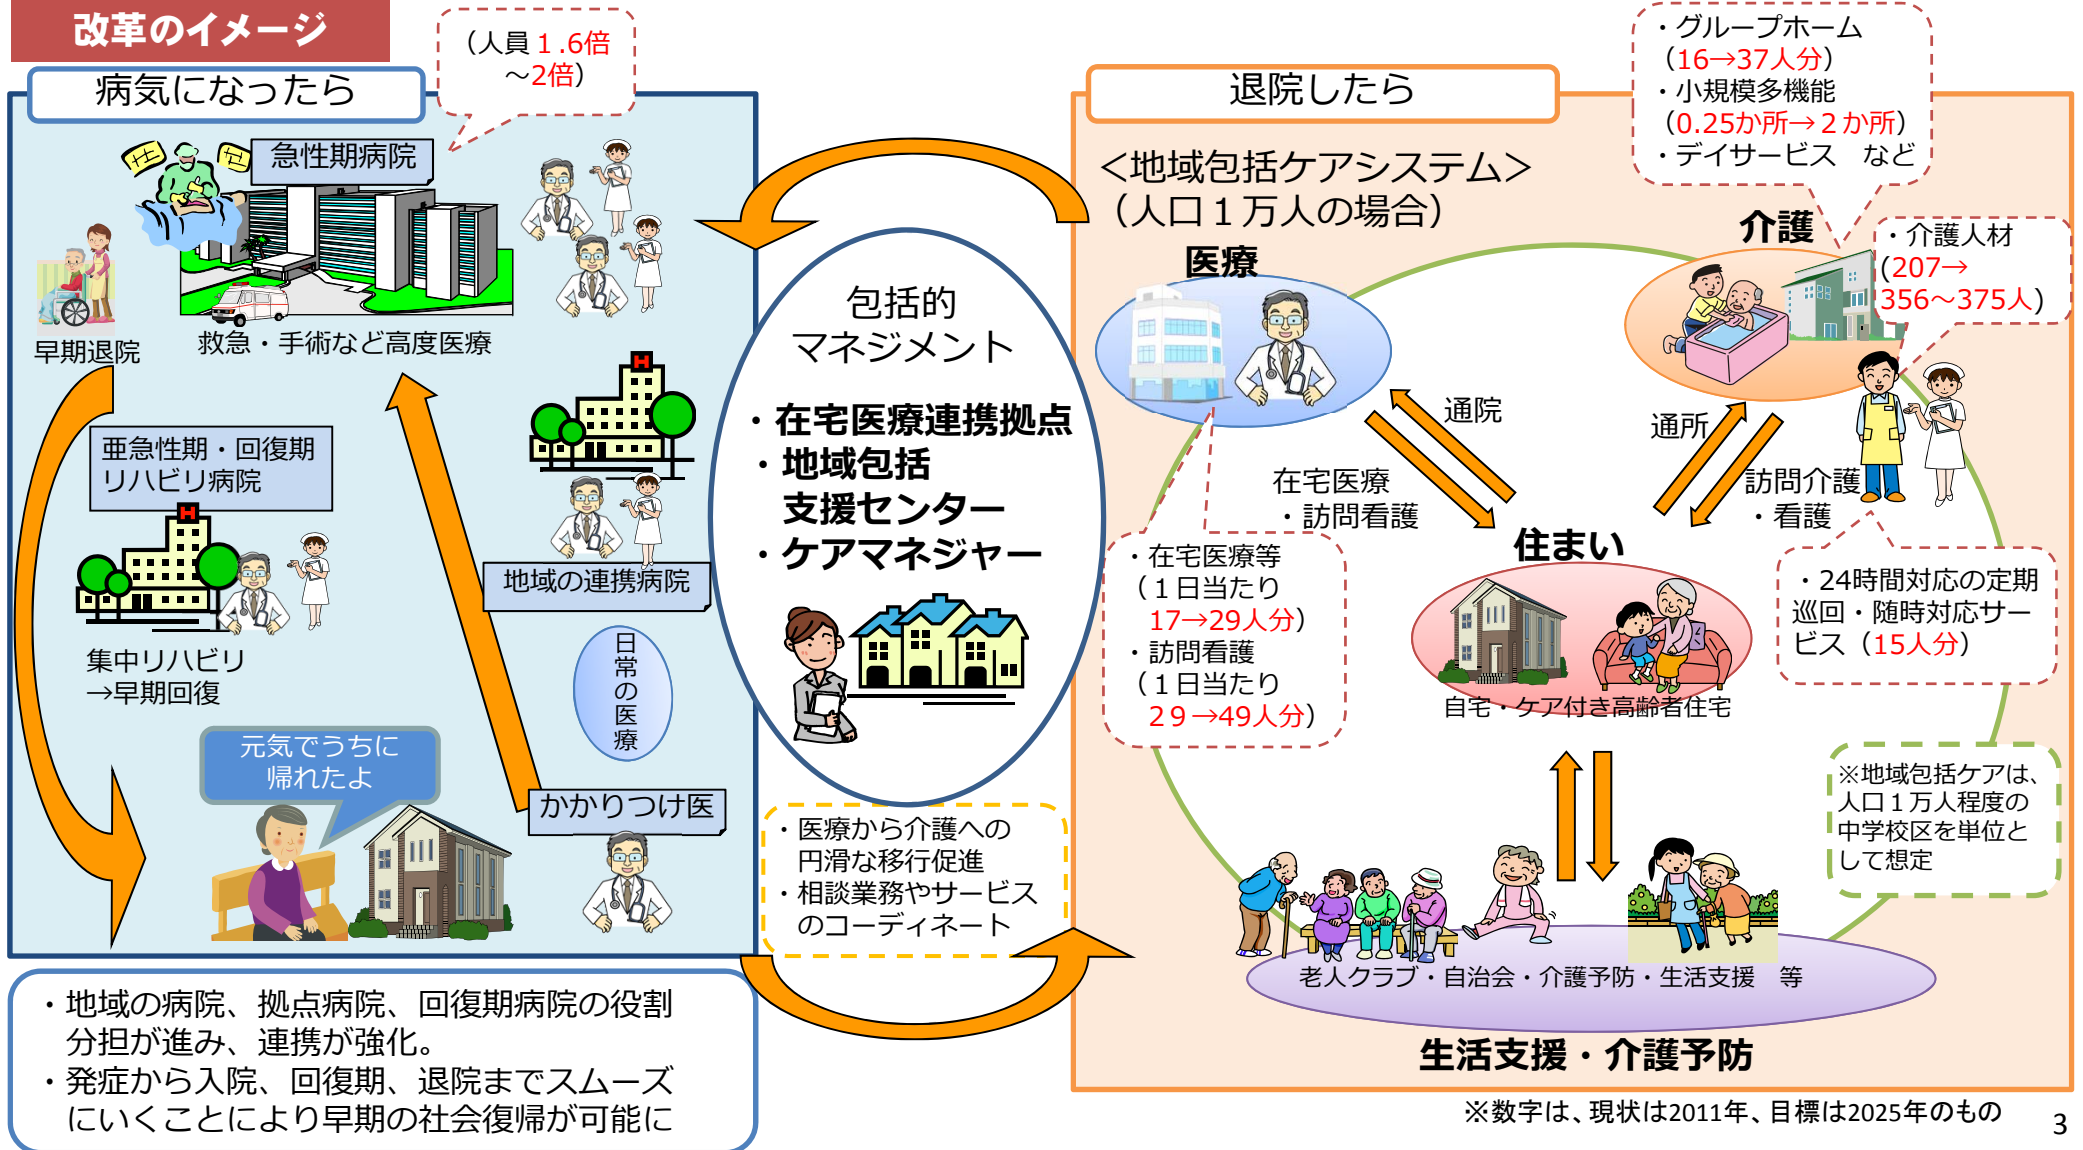 改革のイメージ
病気になったら
(人員1.6倍
～2倍)
急性期病院
救急・手術など高度医療
早期退院
亜急性期・回復期
リハビリ病院
集中リハビリ
→早期回復
地域の連携病院
日常の医療
元気でうちに
帰れたよ
かかりつけ医
・地域の病院、拠点病院、回復期病院の役割
分担が進み、連携が強化。
・発症から入院、回復期、退院までスムーズ
にいくことにより早期の社会復帰が可能に
包括的
マネジメント
・在宅医療連携拠点
・地域包括
支援センター
・ケアマネジャー
・医療から介護への
円滑な移行促進
・相談業務やサービス
のコーディネート
退院したら
＜地域包括ケアシステム＞
(人口１万人の場合)
医療
介護
・グループホーム
(16→37人分)
・小規模多機能
(0.25か所→２か所)
・デイサービス　など
・介護人材
(207→
356～375人)
通院
在宅医療
・訪問看護
通所
訪問介護
・看護
・在宅医療等
(１日当たり
17→29人分)
・訪問看護
(１日当たり
２９→49人分)
住まい
自宅・ケア付き高齢者住宅
・24時間対応の定期
巡回・随時対応サー
ビス（15人分）
※地域包括ケアは、
人口１万人程度の
中学校区を単位と
して想定
老人クラブ・自治会・介護予防・生活支援　等
生活支援・介護予防
※数字は、現状は2011年、目標は2025年のもの
3